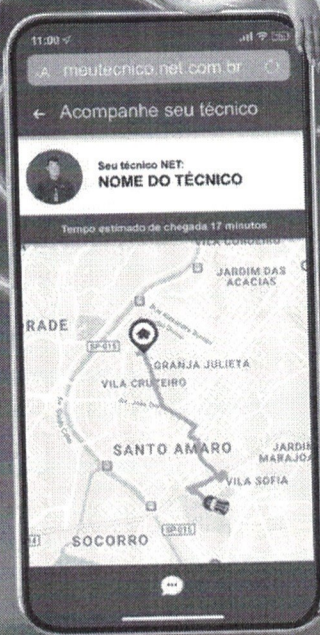 11:00
AA meutecnico.net.com.br
← Acompanhe seu técnico
Seu técnico NET:
NOME DO TÉCNICO
Tempo estimado de chegada 17 minutos
VILA CORDEIRO
JARDIM DAS
ACACIAS
RADE
SP-015
GRANJA JULIETA
VILA CRUZEIRO
SANTO AMARO
JARDIM
MARAJOA
VILA SOFIA
SP-015
SOCORRO